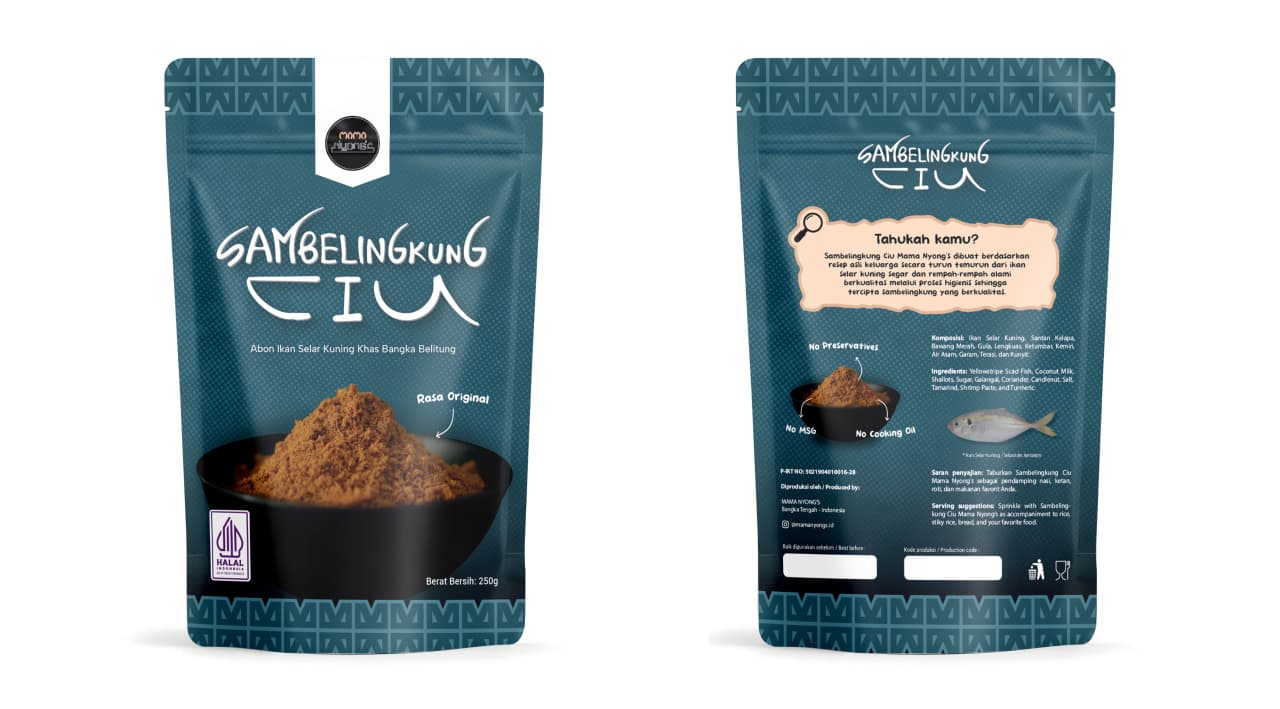 MAMA
NYONG'S
SAMBELINGKUNG
CIU
Abon Ikan Selar Kuning Khas Bangka Belitung
Rasa Original
HALAL
INDONESIA
Berat Bersih: 250g
SAMBELINGKUNG
CIU
Tahukah kamu?
Sambelingkung Ciu Mama Nyong's dibuat berdasarkan
resep asli keluarga secara turun temurun dari ikan
selar kuning segar dan rempah-rempah alami
berkualitas melalui proses higienis sehingga
tercipta sambelingkung yang berkualitas.
No Preservatives
No MSG
No Cooking Oil
Komposisi: Ikan Selar Kuning, Santan Kelapa,
Bawang Merah, Gula, Lengkuas, Ketumbar, Kemiri,
Air Asam, Garam, Terasi, dan Kunyit.
Ingredients: Yellowstripe Scad Fish, Coconut Milk,
Shallots, Sugar, Galangal, Coriander, Candlenut, Salt,
Tamarind, Shrimp Paste, and Turmeric.
*Ikan Selar Kuning / Selaroides leptolepis
P-IRT NO: 5021904010016-28
Diproduksi oleh / Produced by:
MAMA NYONG'S
Bangka Tengah - Indonesia
@mamanyongs.id
Saran penyajian: Taburkan Sambelingkung Ciu
Mama Nyong's sebagai pendamping nasi, ketan,
roti, dan makanan favorit Anda.
Serving suggestions: Sprinkle with Sambeling-
kung Ciu Mama Nyong's as accompaniment to rice,
stiky rice, bread, and your favorite food.
Baik digunakan sebelum / Best before :
Kode produksi / Production code :